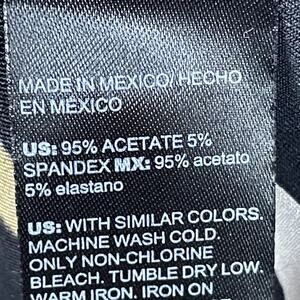 MADE IN MEXICO/ HECHO
EN MEXICO
US: 95% ACETATE 5%
SPANDEX MX: 95% acetato
5% elastano
US: WITH SIMILAR COLORS.
MACHINE WASH COLD.
ONLY NON-CHLORINE
BLEACH. TUMBLE DRY LOW.
WARM IRON. IRON ON